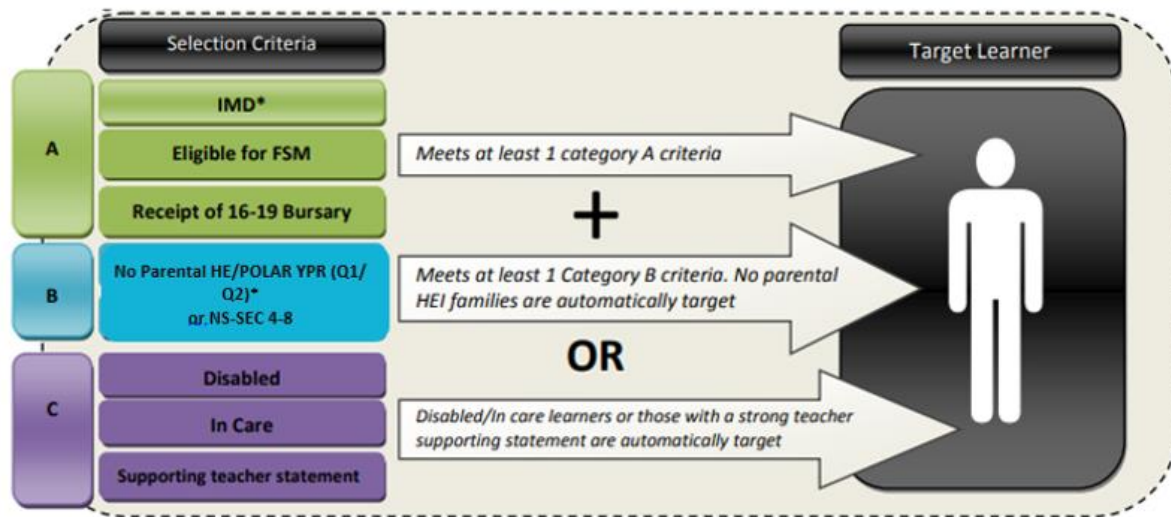 Selection Criteria
Target Learner
A
IMD*
Eligible for FSM
Receipt of 16-19 Bursary
Meets at least 1 category A criteria
+
B
No Parental HE/POLAR YPR (Q1/
Q2)*
or NS-SEC 4-8
Meets at least 1 Category B criteria. No parental
HEI families are automatically target
OR
C
Disabled
In Care
Supporting teacher statement
Disabled/In care learners or those with a strong teacher
supporting statement are automatically target